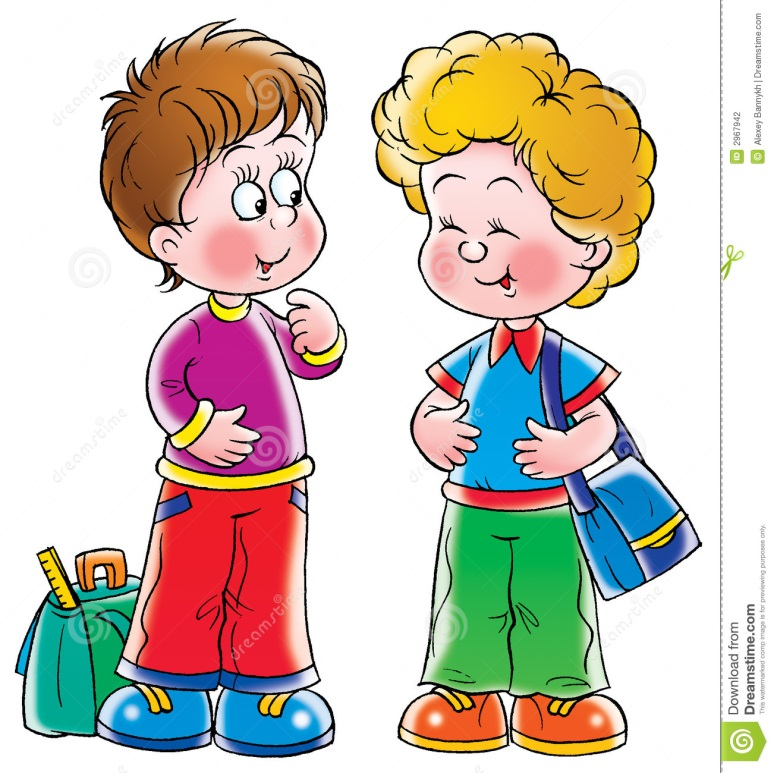 dreamstime
ID 2967942
© Alexey Bannykh | Dreamstime.com
Download from
Dreamstime.com
This watermarked comp image is for previewing purposes only.